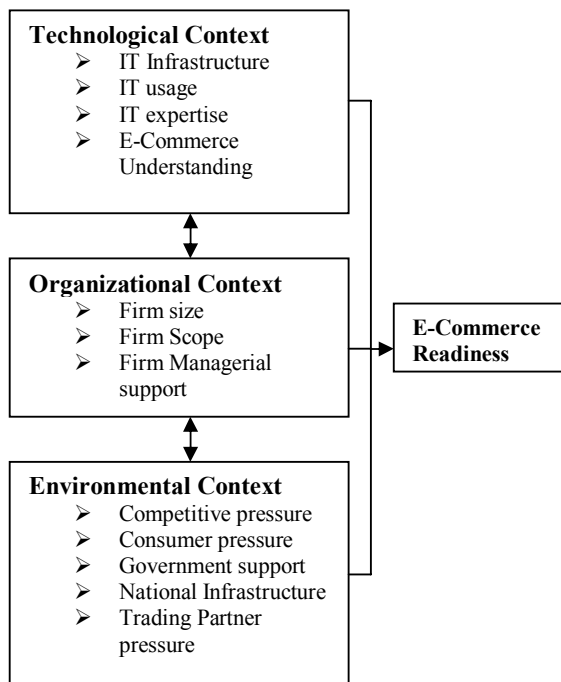 Technological Context
➢ IT Infrastructure
➢ IT usage
➢ IT expertise
➢ E-Commerce
Understanding
Organizational Context
➢ Firm size
➢ Firm Scope
➢ Firm Managerial
support
E-Commerce
Readiness
Environmental Context
➢ Competitive pressure
➢ Consumer pressure
➢ Government support
➢ National Infrastructure
➢ Trading Partner
pressure